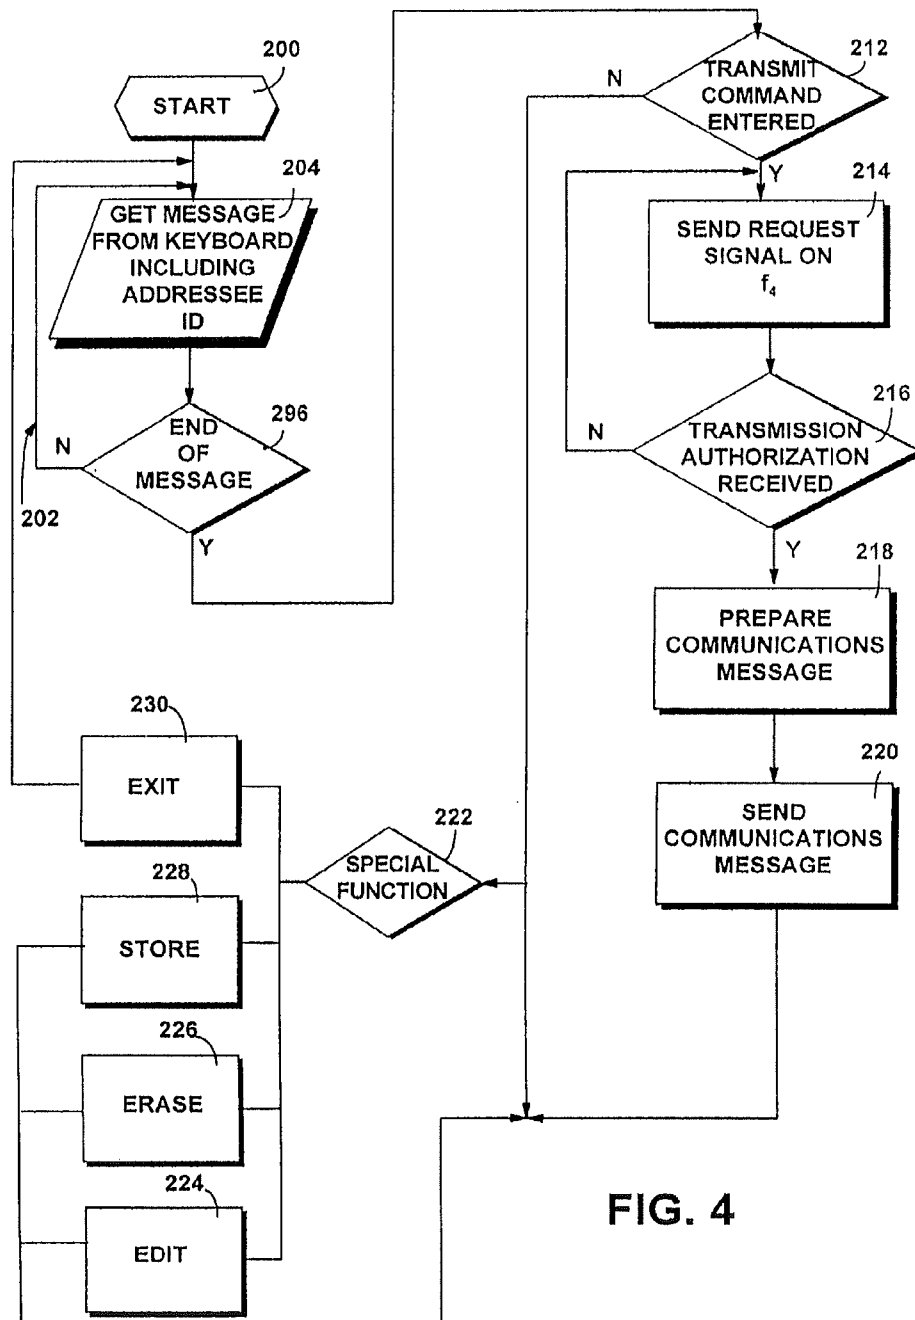 200
START
204
GET MESSAGE
FROM KEYBOARD
INCLUDING
ADDRESSEE
ID
296
END
OF
MESSAGE
N
Y
202
212
TRANSMIT
COMMAND
ENTERED
N
Y
214
SEND REQUEST
SIGNAL ON
f₄
216
TRANSMISSION
AUTHORIZATION
RECEIVED
N
Y
218
PREPARE
COMMUNICATIONS
MESSAGE
220
SEND
COMMUNICATIONS
MESSAGE
222
SPECIAL
FUNCTION
230
EXIT
228
STORE
226
ERASE
224
EDIT
FIG. 4